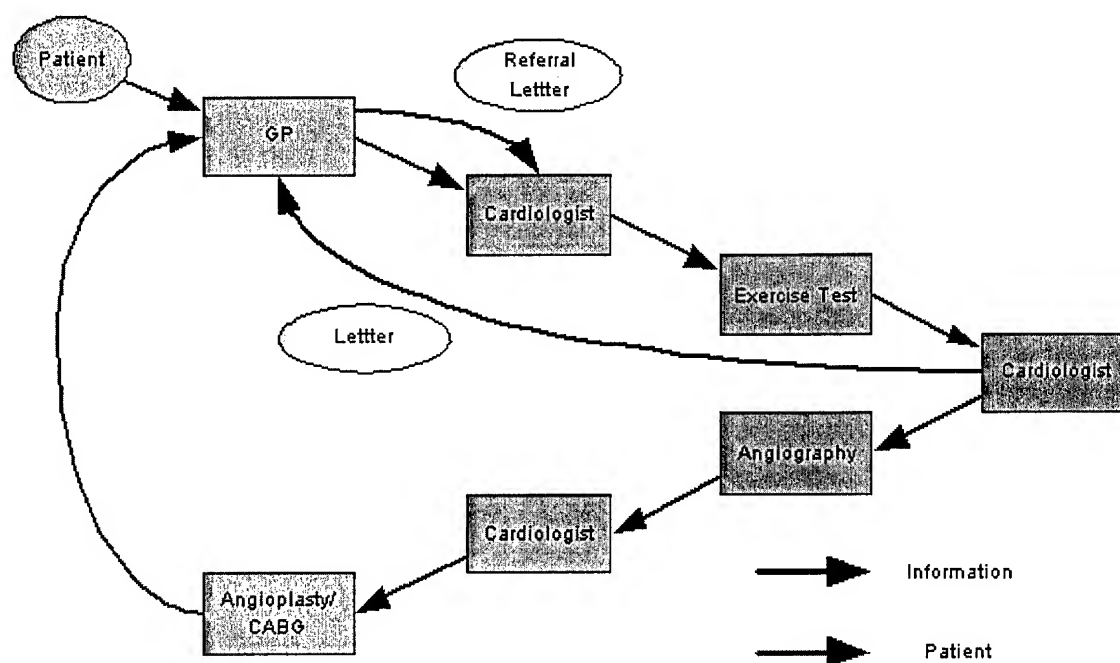 Patient
Referral
Lettter
GP
Cardiologist
Exercise Test
Lettter
Cardiologist
Angiography
Cardiologist
Angioplasty/
CABG
Information
Patient